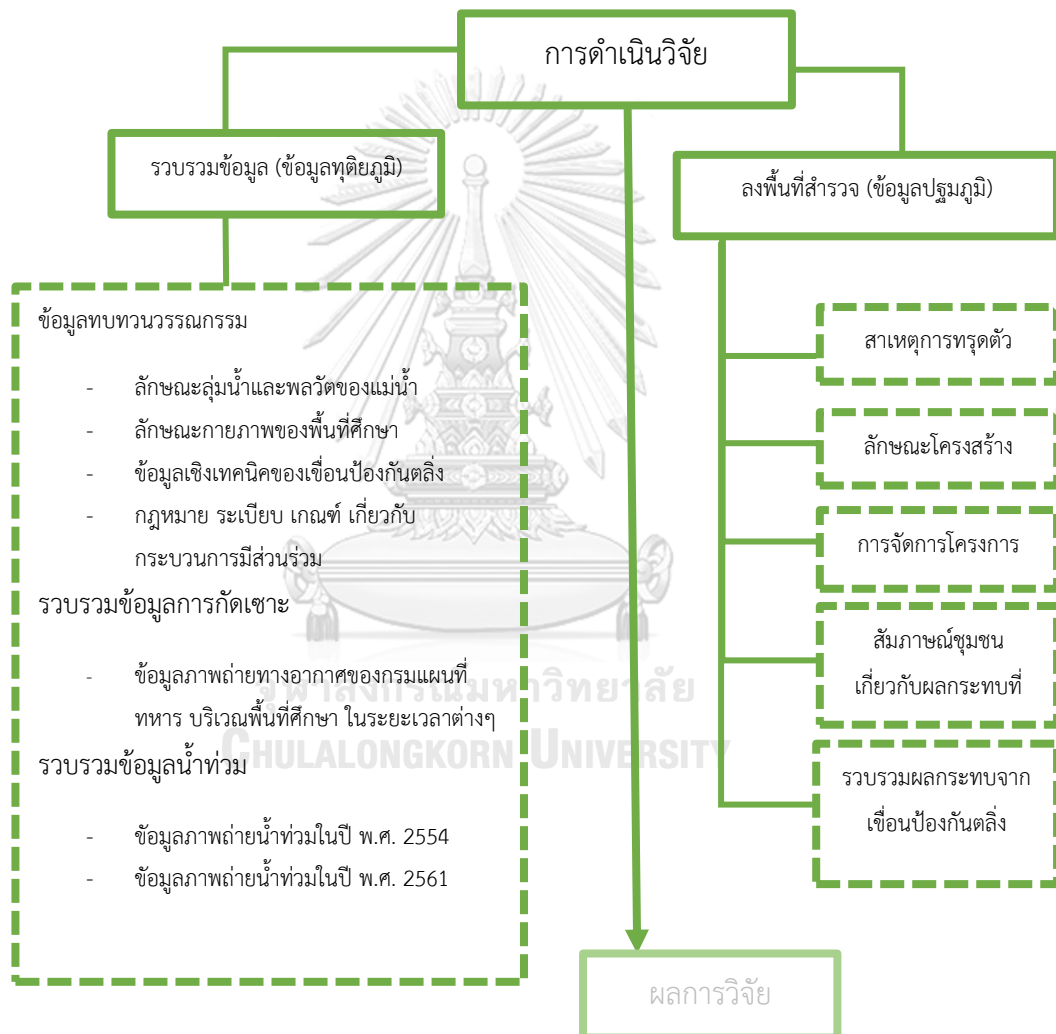 การดำเนินวิจัย
รวบรวมข้อมูล (ข้อมูลทุติยภูมิ)
ข้อมูลทบทวนวรรณกรรม
- ลักษณะลุ่มน้ำและพลวัตของแม่น้ำ
- ลักษณะกายภาพของพื้นที่ศึกษา
- ข้อมูลเชิงเทคนิคของเขื่อนป้องกันตลิ่ง
- กฎหมาย ระเบียบ เกณฑ์ เกี่ยวกับ
กระบวนการมีส่วนร่วม
รวบรวมข้อมูลการกัดเซาะ
- ข้อมูลภาพถ่ายทางอากาศของกรมแผนที่
ทหาร บริเวณพื้นที่ศึกษา ในระยะเวลาต่างๆ
รวบรวมข้อมูลน้ำท่วม
- ข้อมูลภาพถ่ายน้ำท่วมในปี พ.ศ. 2554
- ข้อมูลภาพถ่ายน้ำท่วมในปี พ.ศ. 2561
ลงพื้นที่สำรวจ (ข้อมูลปฐมภูมิ)
สาเหตุการทรุดตัว
ลักษณะโครงสร้าง
การจัดการโครงการ
สัมภาษณ์ชุมชน
เกี่ยวกับผลกระทบที่
รวบรวมผลกระทบจาก
เขื่อนป้องกันตลิ่ง
ผลการวิจัย
จุฬาลงกรณ์มหาวิทยาลัย
CHULALONGKORN UNIVERSITY